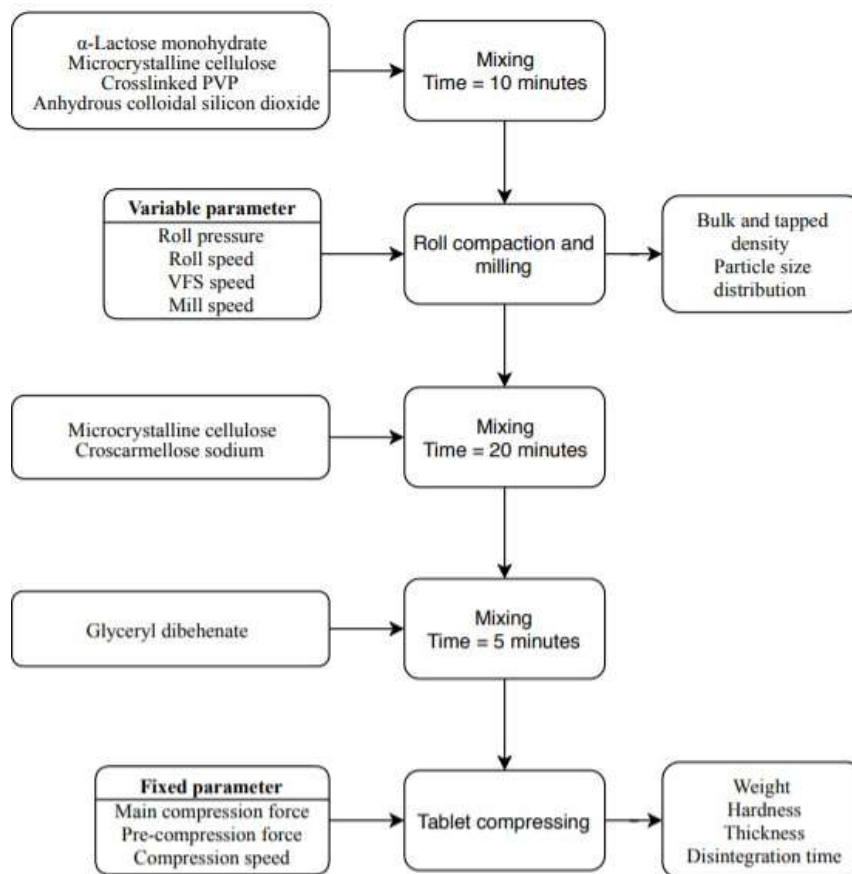 α-Lactose monohydrate
Microcrystalline cellulose
Crosslinked PVP
Anhydrous colloidal silicon dioxide
Mixing
Time = 10 minutes
Variable parameter
Roll pressure
Roll speed
VFS speed
Mill speed
Roll compaction and
milling
Bulk and tapped
density
Particle size
distribution
Microcrystalline cellulose
Croscarmellose sodium
Mixing
Time = 20 minutes
Glyceryl dibehenate
Mixing
Time = 5 minutes
Fixed parameter
Main compression force
Pre-compression force
Compression speed
Tablet compressing
Weight
Hardness
Thickness
Disintegration time